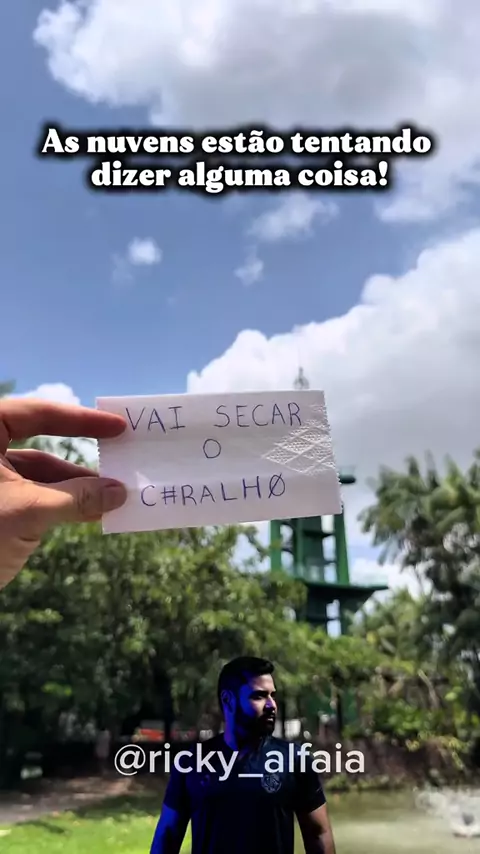 As nuvens estão tentando
dizer alguma coisa!
VAI SECAR
O
C#RALHØ
@ricky_alfaia